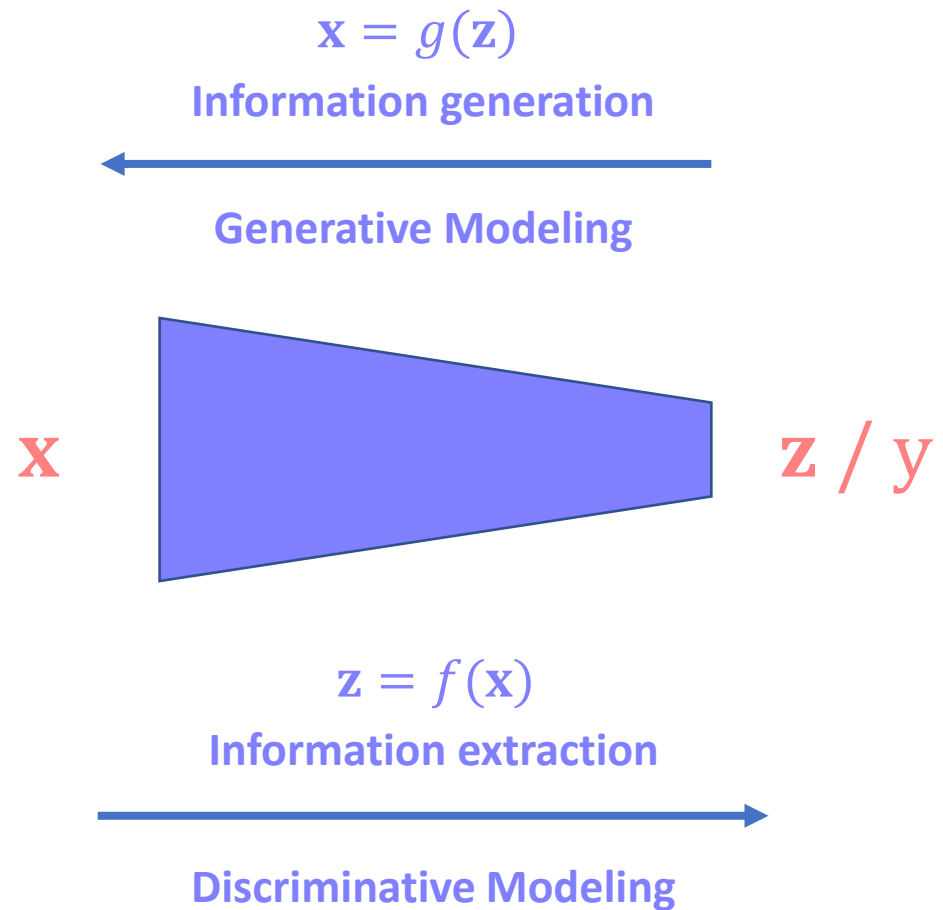 x = g(z)
Information generation
Generative Modeling
x
z / y
z = f(x)
Information extraction
Discriminative Modeling